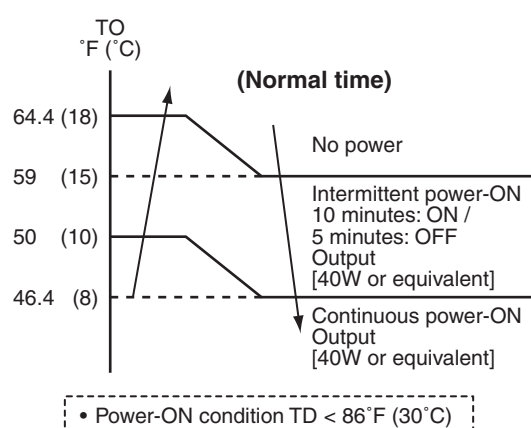 TO
°F (°C)
(Normal time)
64.4 (18)
No power
59 (15)
Intermittent power-ON
10 minutes: ON /
5 minutes: OFF
Output
[40W or equivalent]
50 (10)
46.4 (8)
Continuous power-ON
Output
[40W or equivalent]
• Power-ON condition TD < 86°F (30°C)